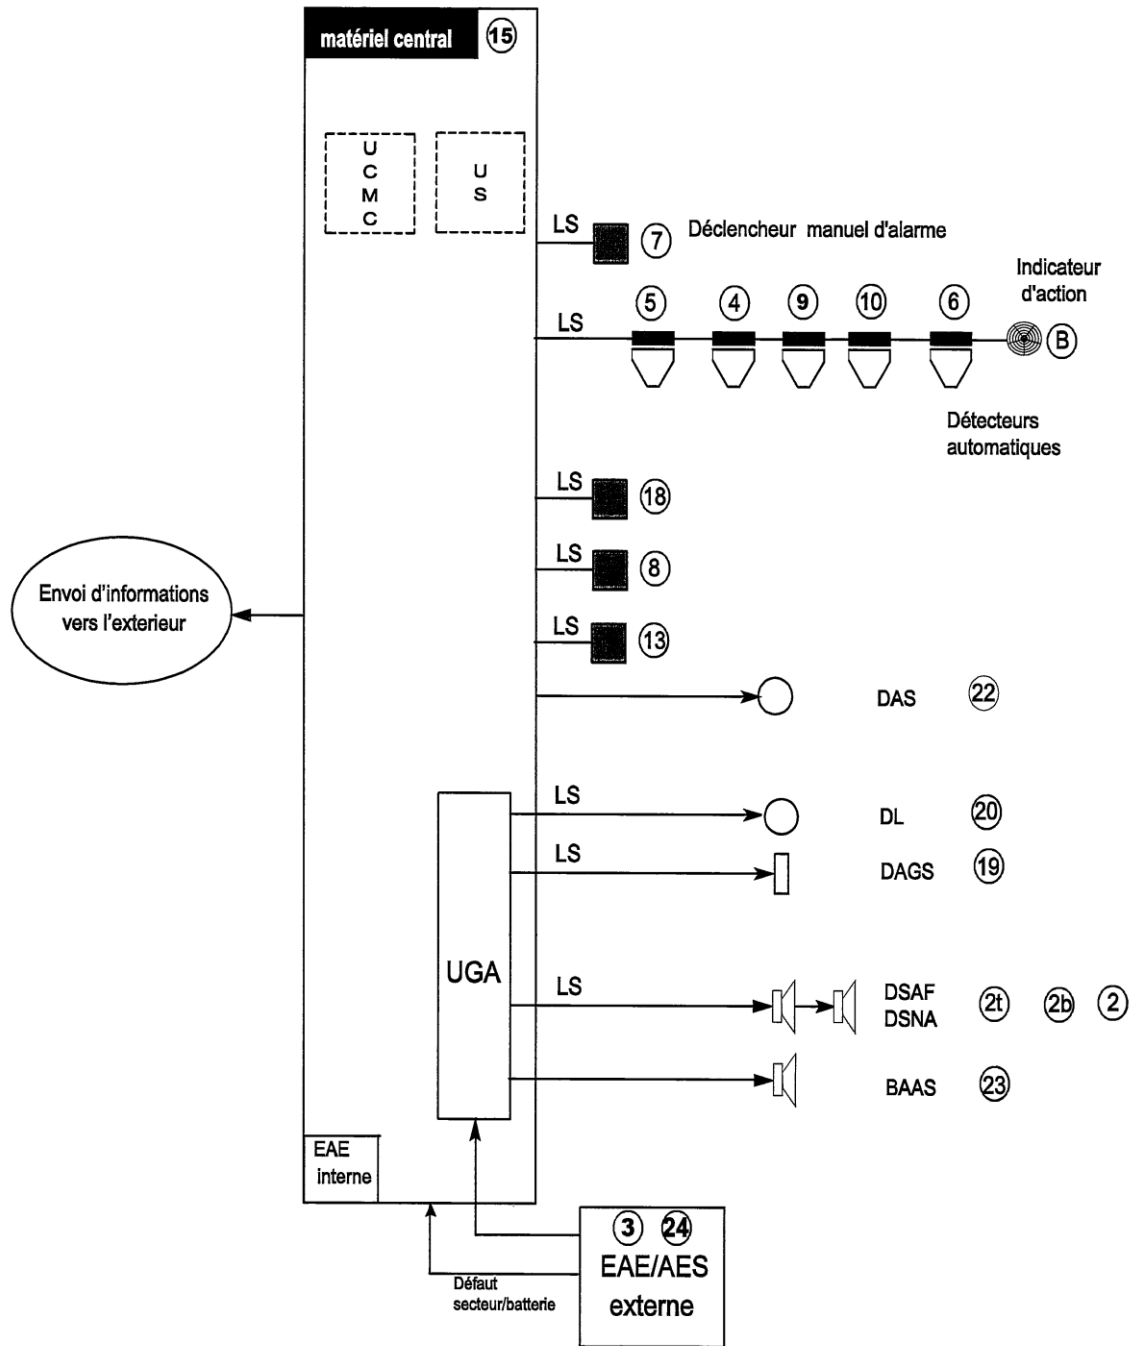 matériel central 15
U
C
M
C
U
S
LS 7 Déclencheur manuel d'alarme
Indicateur
d'action
5 4 9 10 6
LS B
Détecteurs
automatiques
LS 18
LS 8
LS 13
Envoi d'informations
vers l'exterieur
DAS 22
LS DL 20
LS DAGS 19
UGA
LS DSAF
DSNA 2t 2b 2
BAAS 23
EAE
interne
3 24
EAE/AES
externe
Défaut
secteur/batterie